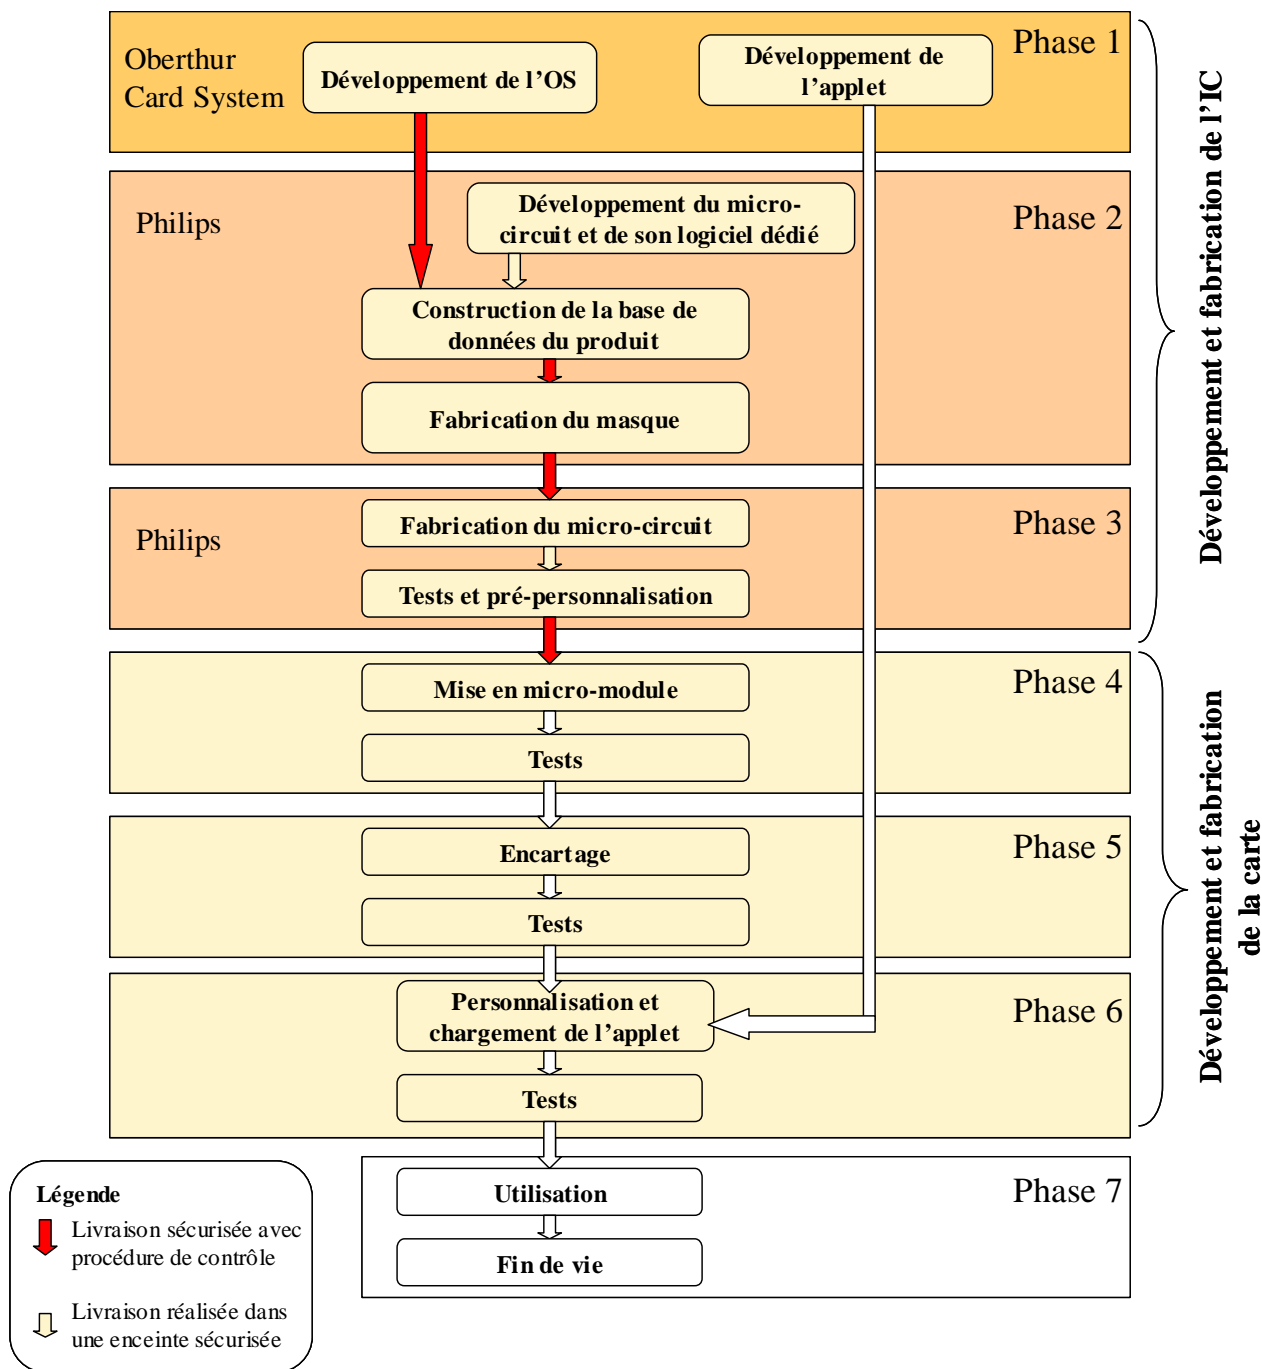 Phase 1
Oberthur
Card System
Développement de l’OS
Développement de
l’applet
Phase 2
Philips
Développement du micro-
circuit et de son logiciel dédié
Construction de la base de
données du produit
Fabrication du masque
Phase 3
Philips
Fabrication du micro-circuit
Tests et pré-personnalisation
Développement et fabrication de l’IC
Phase 4
Mise en micro-module
Tests
Phase 5
Encartage
Tests
Phase 6
Personnalisation et
chargement de l’applet
Tests
Développement et fabrication
de la carte
Phase 7
Utilisation
Fin de vie
Légende
Livraison sécurisée avec
procédure de contrôle
Livraison réalisée dans
une enceinte sécurisée